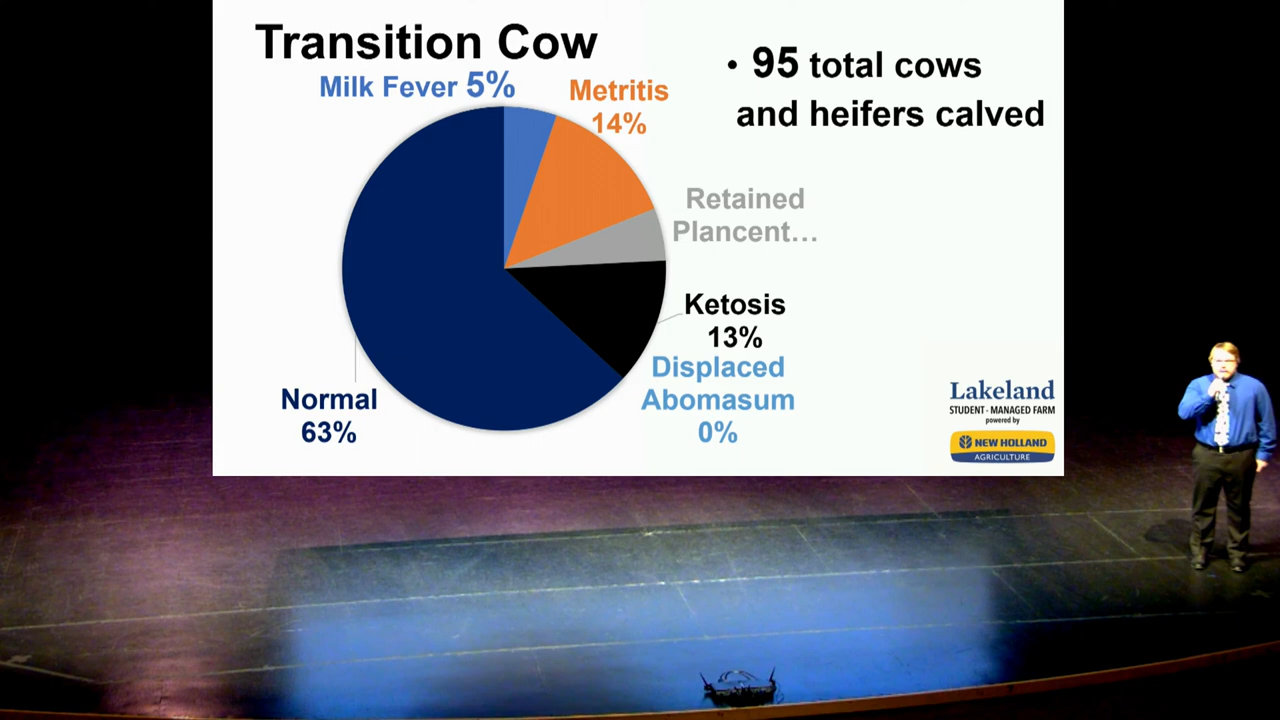 Transition Cow
Milk Fever 5%
Metritis
14%
Retained
Plancent…
Ketosis
13%
Displaced
Abomasum
0%
Normal
63%
• 95 total cows
and heifers calved
Lakeland
STUDENT - MANAGED FARM
powered by
NEW HOLLAND
AGRICULTURE